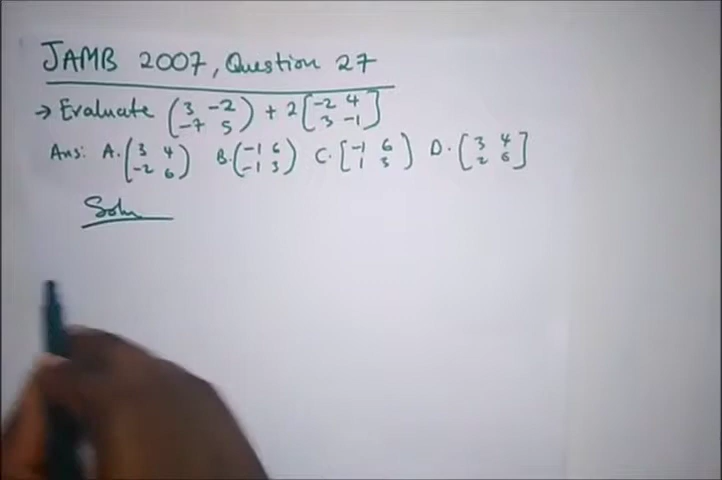 JAMB 2007, Question 27
→ Evaluate (3 -2 -7 5) + 2 [-2 4 3 -1]
Ans: A. (3 4 -2 6) B. (-1 6 -1 3) C. [-1 6 1 3) D. [3 4 2 6]
Soln